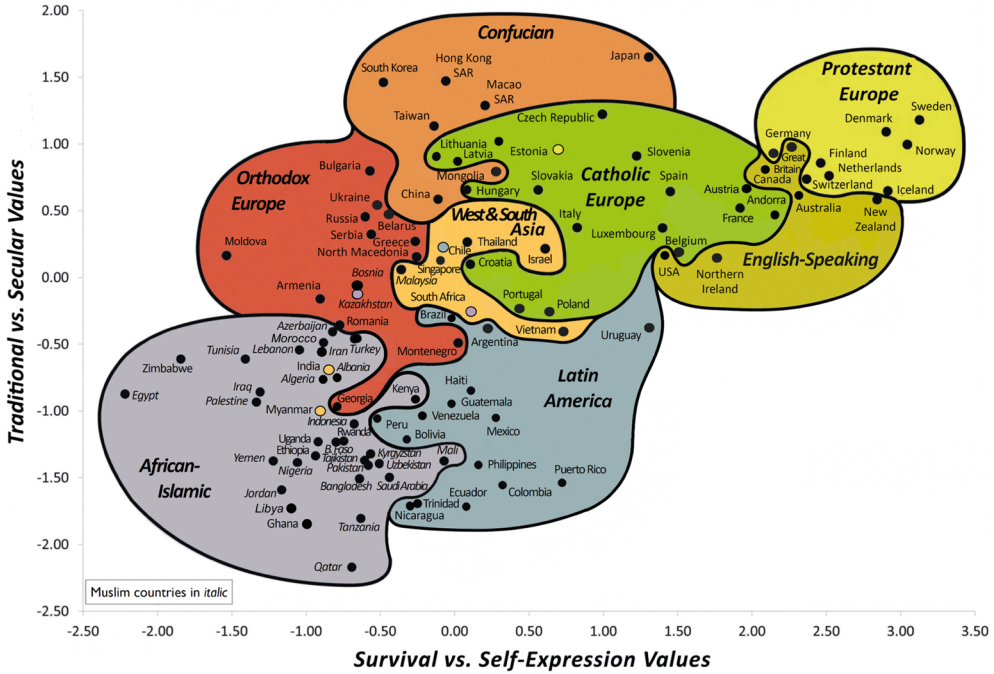 2.00
1.50
1.00
0.50
0.00
-0.50
-1.00
-1.50
-2.00
-2.50
-2.50
-2.00
-1.50
-1.00
-0.50
0.00
0.50
1.00
1.50
2.00
2.50
3.00
3.50
Traditional vs. Secular Values
Survival vs. Self-Expression Values
Muslim countries in italic
Confucian
South Korea
Hong Kong
SAR
Macao
SAR
Japan
Taiwan
China
Mongolia
Protestant
Europe
Sweden
Denmark
Norway
Germany
Finland
Netherlands
Switzerland
Iceland
English-Speaking
Great
Britain
Canada
Australia
New
Zealand
USA
Northern
Ireland
Catholic
Europe
Czech Republic
Lithuania
Latvia
Estonia
Slovenia
Hungary
Slovakia
Spain
Austria
Andorra
France
Italy
Luxembourg
Belgium
Croatia
Portugal
Poland
Orthodox
Europe
Bulgaria
Ukraine
Russia
Belarus
Serbia
Greece
North Macedonia
Moldova
Bosnia
Armenia
Kazakhstan
Romania
Montenegro
Georgia
West & South
Asia
Chile
Thailand
Israel
Singapore
Malaysia
South Africa
Vietnam
Latin
America
Brazil
Argentina
Uruguay
Haiti
Guatemala
Venezuela
Mexico
Peru
Bolivia
Philippines
Puerto Rico
Ecuador
Colombia
Trinidad
Nicaragua
African-
Islamic
Azerbaijan
Morocco
Lebanon
Iran
Turkey
Tunisia
Zimbabwe
India
Albania
Algeria
Egypt
Iraq
Palestine
Myanmar
Indonesia
Kenya
Rwanda
Uganda
B. Faso
Ethiopia
Tajikistan
Kyrgyzstan
Mali
Yemen
Nigeria
Pakistan
Uzbekistan
Bangladesh
Saudi Arabia
Jordan
Libya
Ghana
Tanzania
Qatar